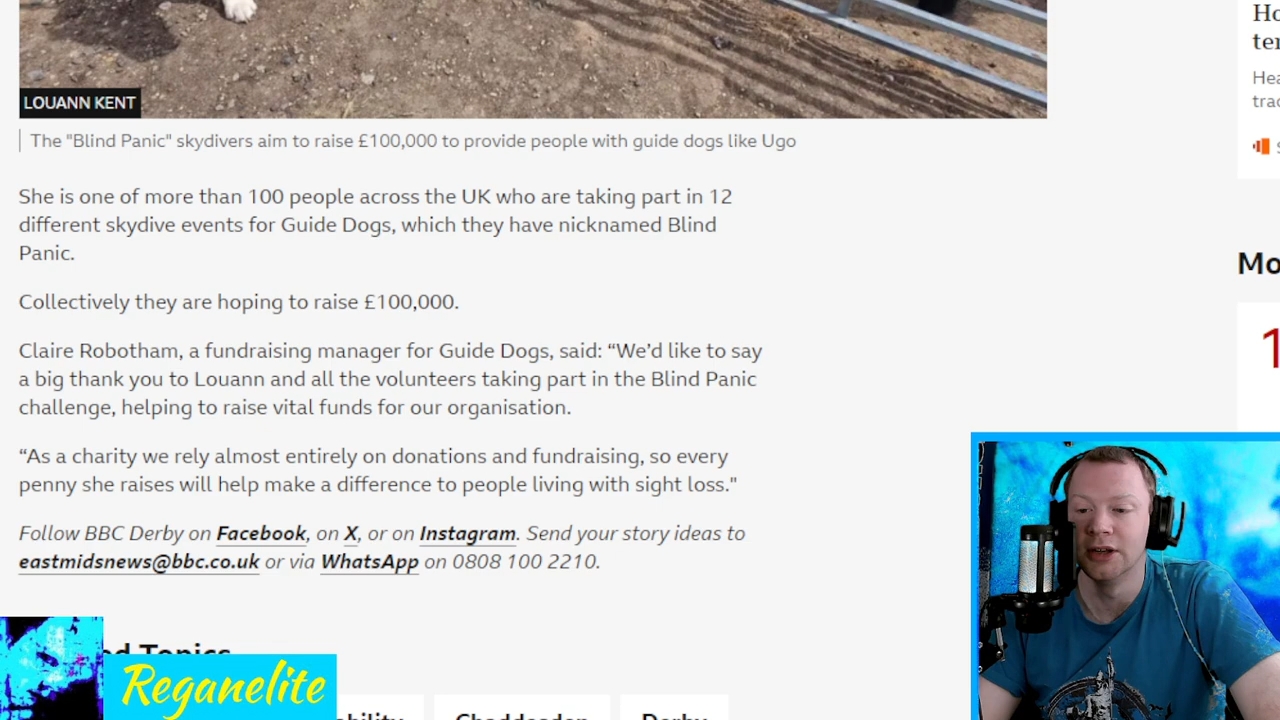 LOUANN KENT
The "Blind Panic" skydivers aim to raise £100,000 to provide people with guide dogs like Ugo
She is one of more than 100 people across the UK who are taking part in 12
different skydive events for Guide Dogs, which they have nicknamed Blind
Panic.
Collectively they are hoping to raise £100,000.
Claire Robotham, a fundraising manager for Guide Dogs, said: “We’d like to say
a big thank you to Louann and all the volunteers taking part in the Blind Panic
challenge, helping to raise vital funds for our organisation.
“As a charity we rely almost entirely on donations and fundraising, so every
penny she raises will help make a difference to people living with sight loss."
Follow BBC Derby on Facebook, on X, or on Instagram. Send your story ideas to
eastmidsnews@bbc.co.uk or via WhatsApp on 0808 100 2210.
Topics
Reganelite
Chaddesden
Derby
1